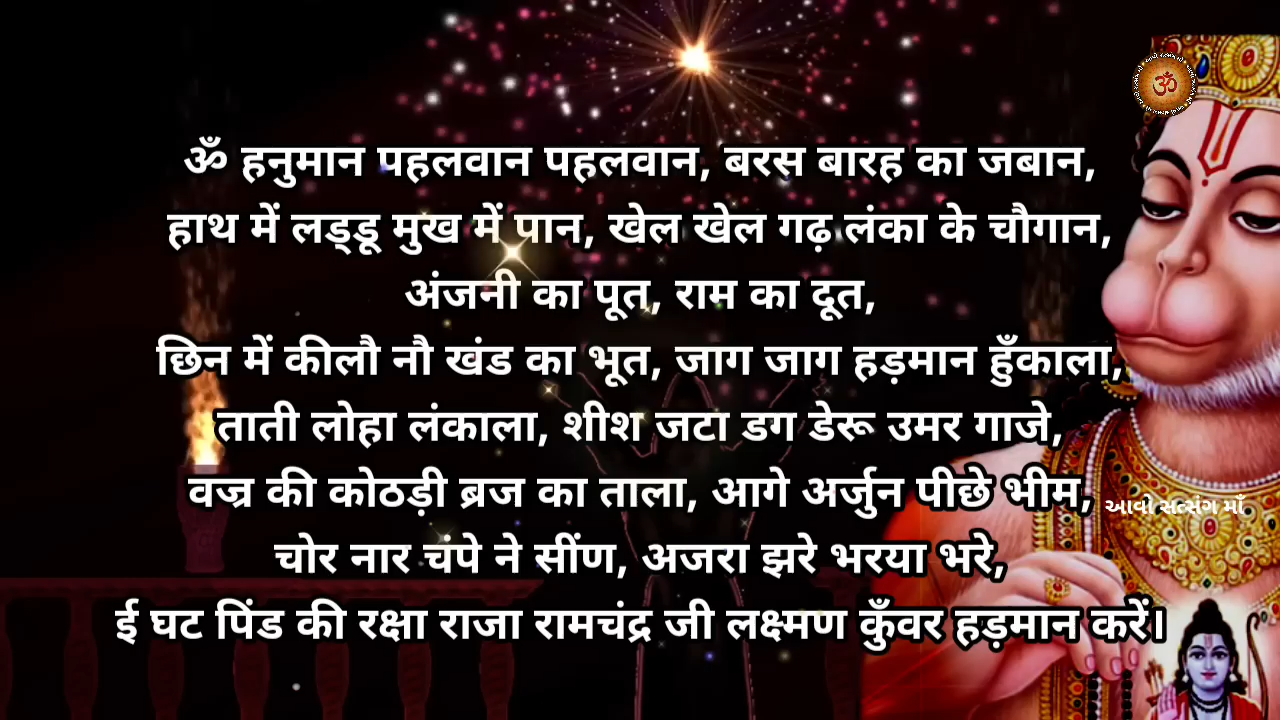 ॐ हनुमान पहलवान पहलवान, बरस बारह का जबान,
हाथ में लड्डू मुख में पान, खेल खेल गढ़ लंका के चौगान,
अंजनी का पूत, राम का दूत,
छिन में कीलौ नौ खंड का भूत, जाग जाग हड़मान हुँकाला,
ताती लोहा लंकाला, शीश जटा डग डेरू उमर गाजे,
वज्र की कोठड़ी ब्रज का ताला, आगे अर्जुन पीछे भीम,
આવો સત્સંગ માઁ
चोर नार चंपे ने सींण, अजरा झरे भरया भरे,
ई घट पिंड की रक्षा राजा रामचंद्र जी लक्ष्मण कुँवर हड़मान करें।
ॐ